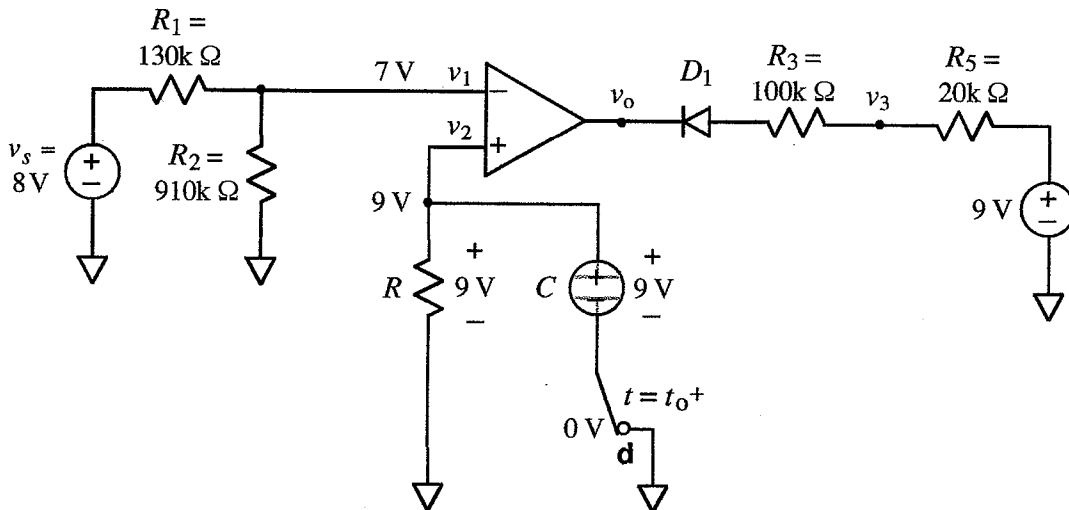 R1 =
130k Ω
7 V
v1
−
v2
+
vo
D1
R3 =
100k Ω
v3
R5 =
20k Ω
vs =
8V
+
−
R2 =
910k Ω
9 V
+
−
9 V
R
+
9 V
−
C
+
+
9 V
−
t = to+
0 V
d